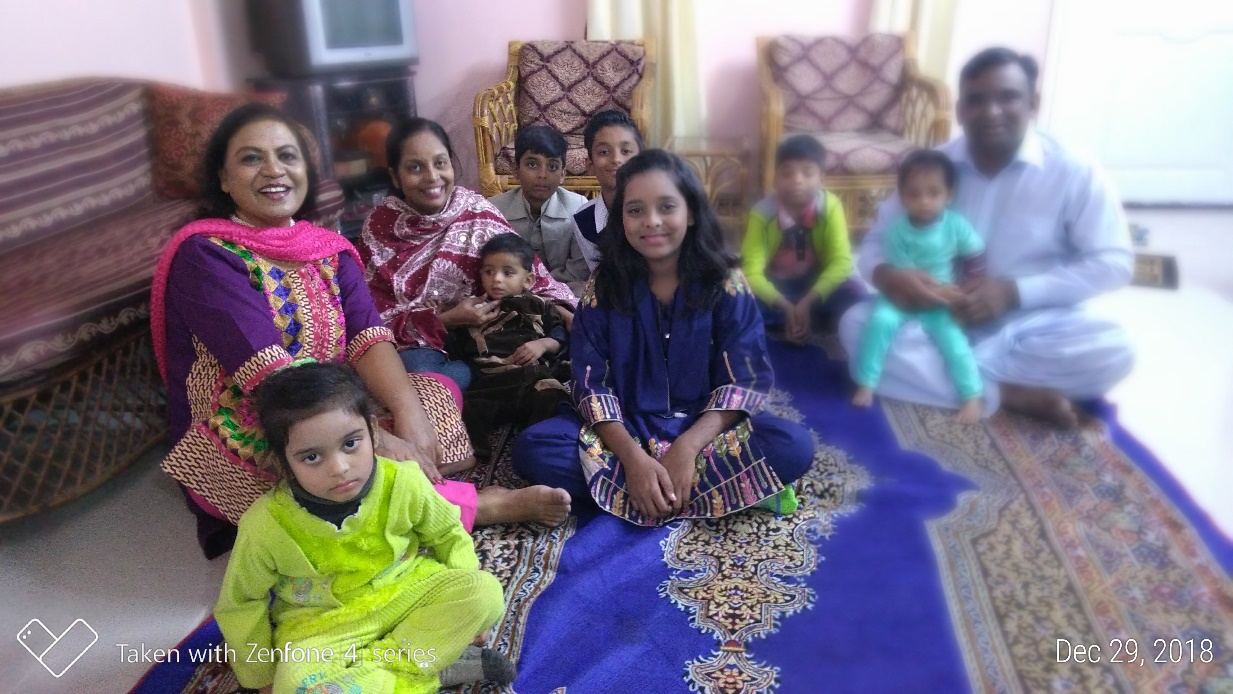 Taken with Zenfone 4 series
Dec 29, 2018